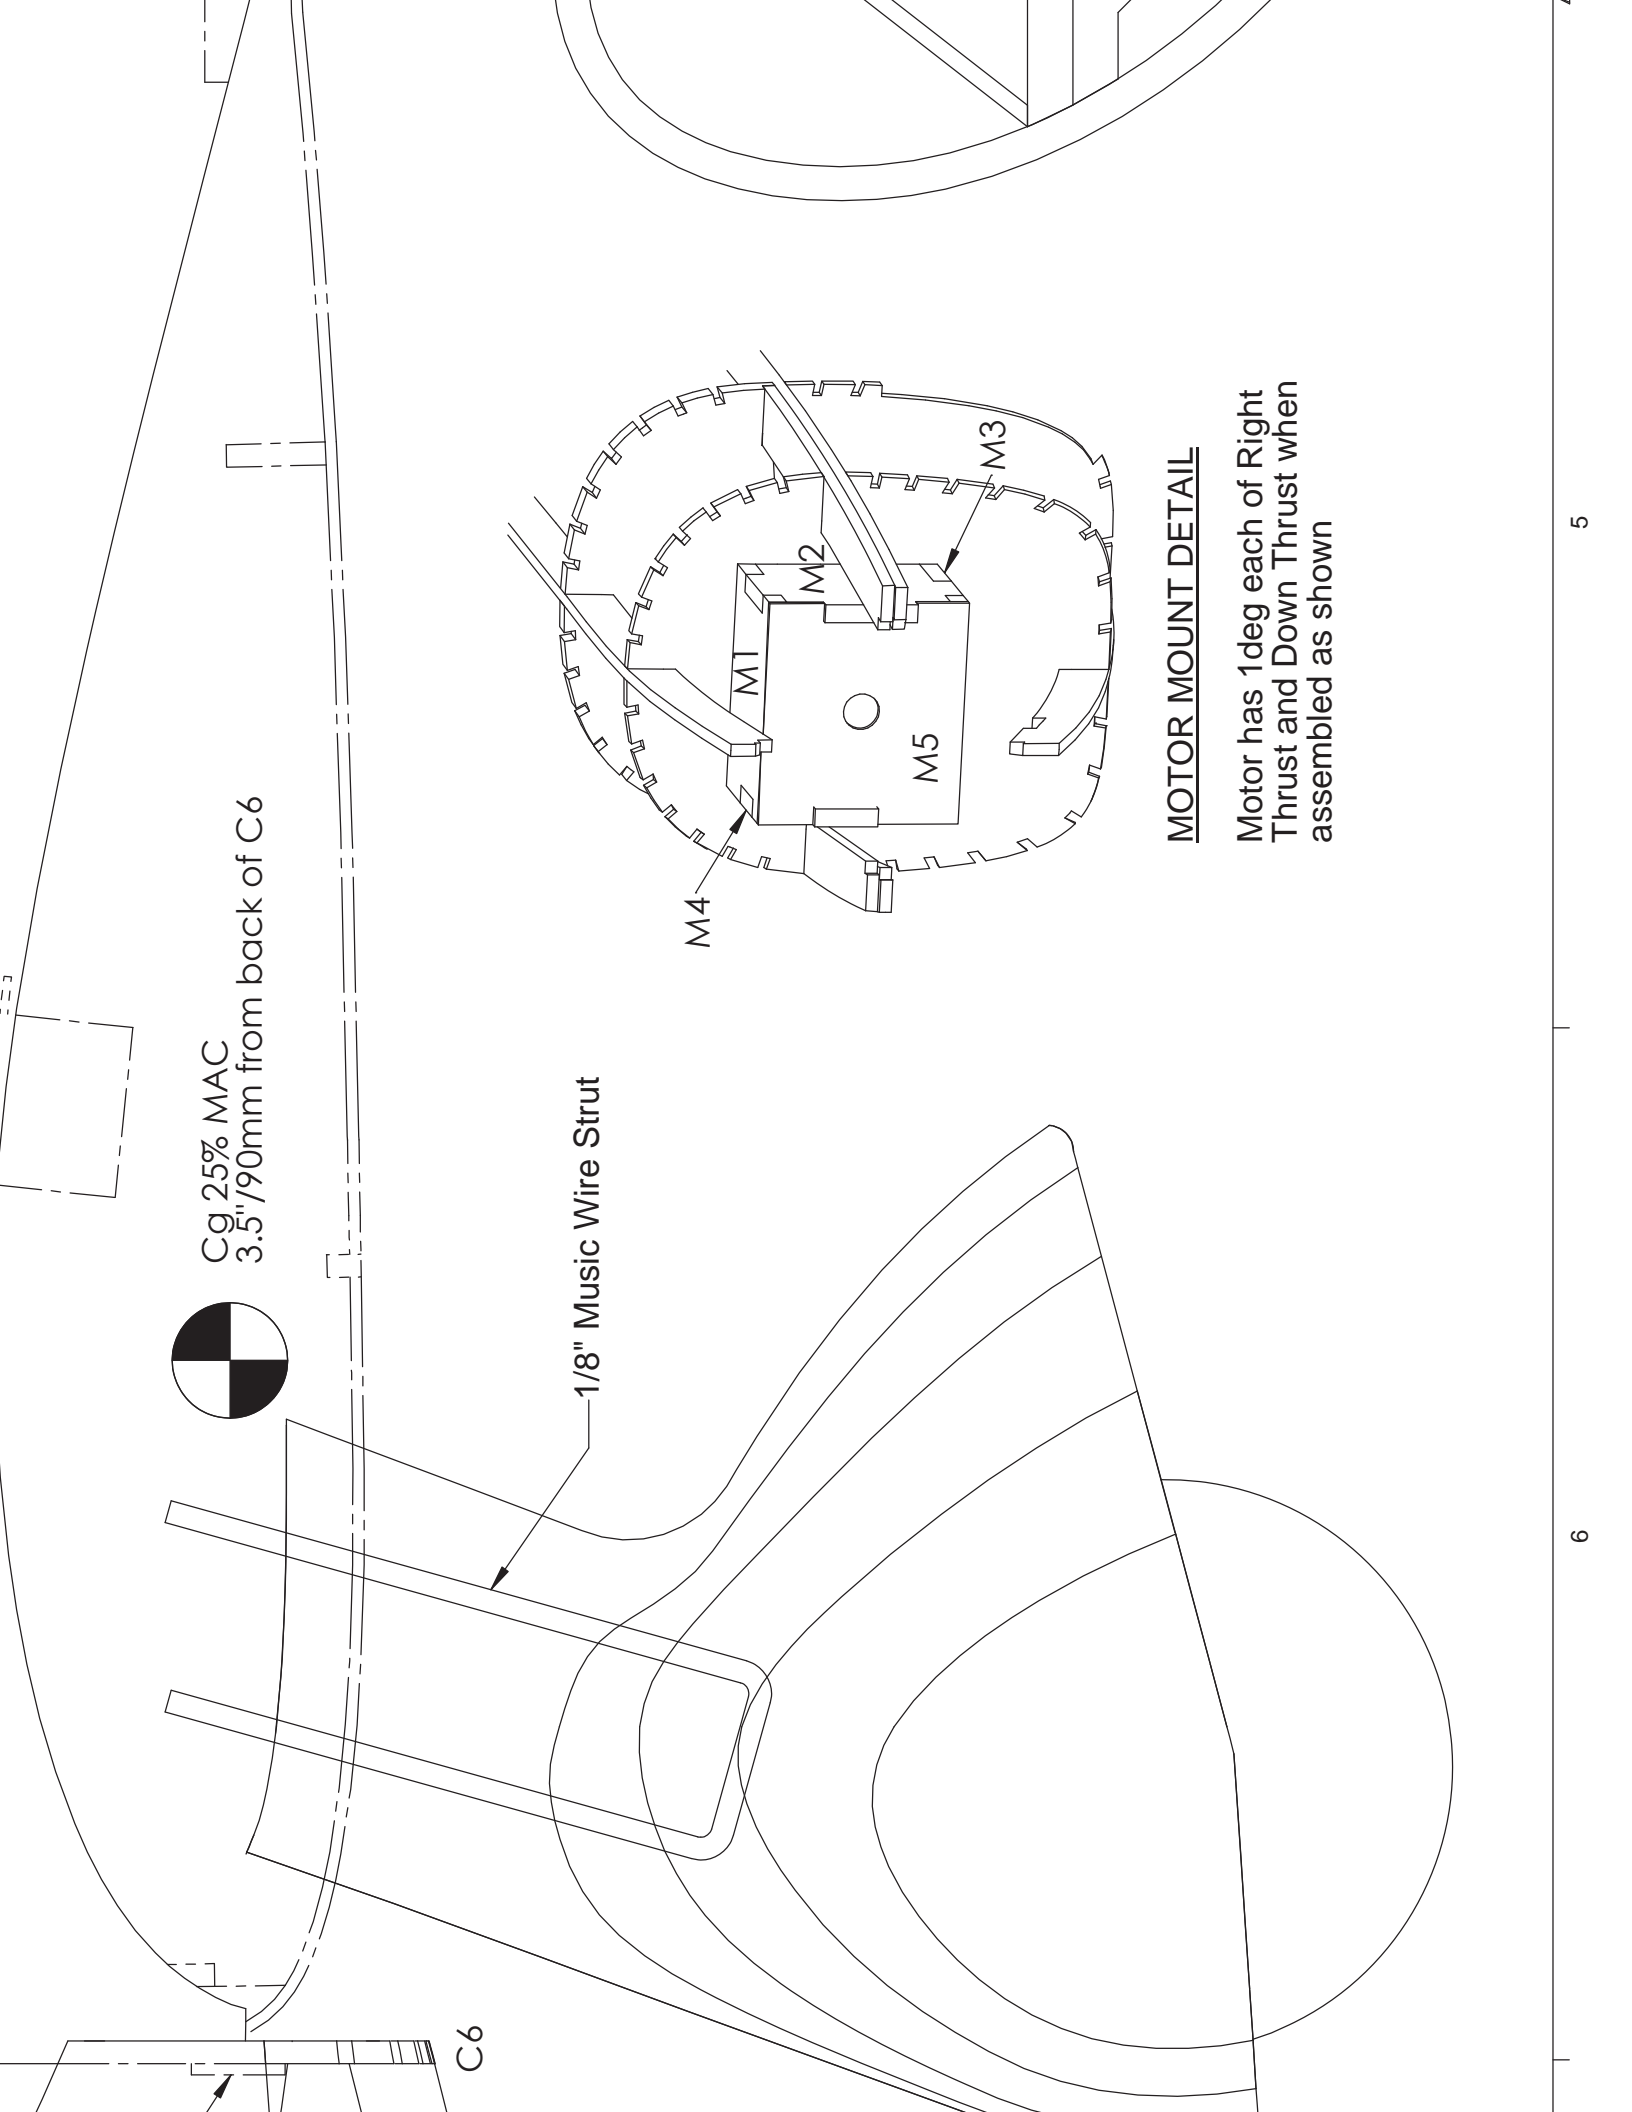 Cg 25% MAC
3.5"/90mm from back of C6
1/8" Music Wire Strut
C6
M1
M2
M3
M4
M5
MOTOR MOUNT DETAIL
Motor has 1deg each of Right
Thrust and Down Thrust when
assembled as shown
5
6